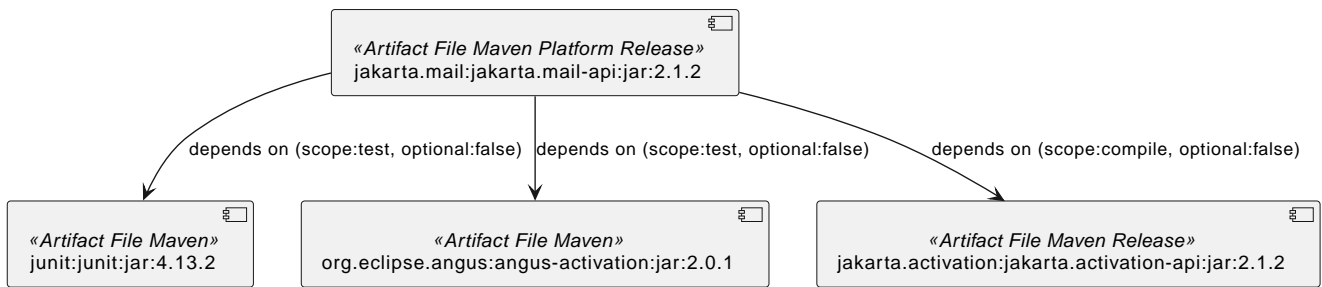 «Artifact File Maven Platform Release»
jakarta.mail:jakarta.mail-api:jar:2.1.2
depends on (scope:test, optional:false)
depends on (scope:test, optional:false)
depends on (scope:compile, optional:false)
«Artifact File Maven»
junit:junit:jar:4.13.2
«Artifact File Maven»
org.eclipse.angus:angus-activation:jar:2.0.1
«Artifact File Maven Release»
jakarta.activation:jakarta.activation-api:jar:2.1.2